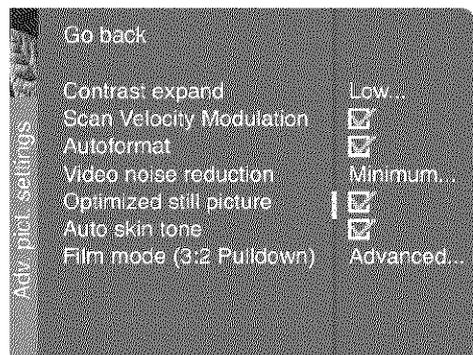 Go back
Contrast expand Low...
Scan Velocity Modulation
Autoformat
Video noise reduction Minimum...
Optimized still picture
Auto skin tone
Film mode (3:2 Pulldown) Advanced...
Adv. pict. settings